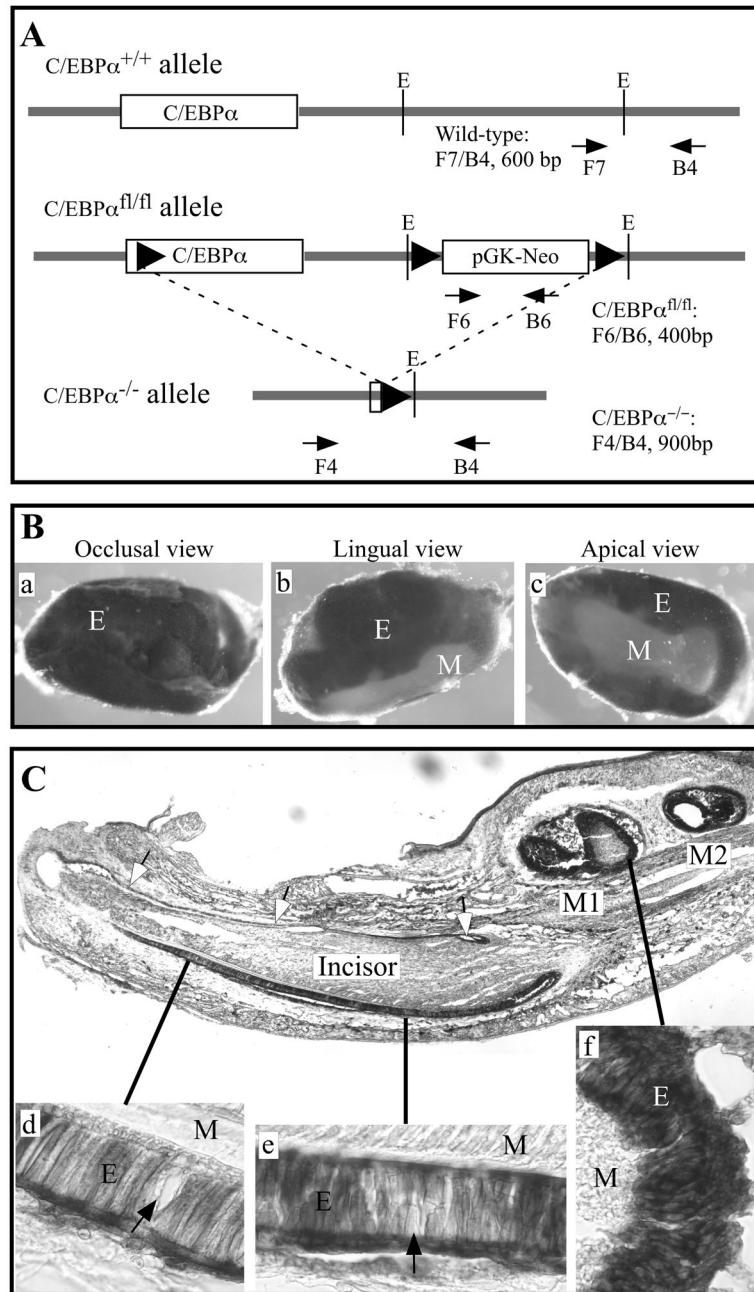 A
C/EBPα+/+ allele
E
E
C/EBPα
Wild-type:
F7/B4, 600 bp
F7
B4
C/EBPαfl/fl allele
E
E
C/EBPα
pGK-Neo
F6
B6
C/EBPαfl/fl:
F6/B6, 400bp
E
C/EBPα-/- allele
C/EBPα–/–:
F4/B4, 900bp
F4
B4
B
Occlusal view
Lingual view
Apical view
a
E
b
E
M
c
E
M
C
M1
M2
Incisor
d
E
M
e
E
M
f
E
M